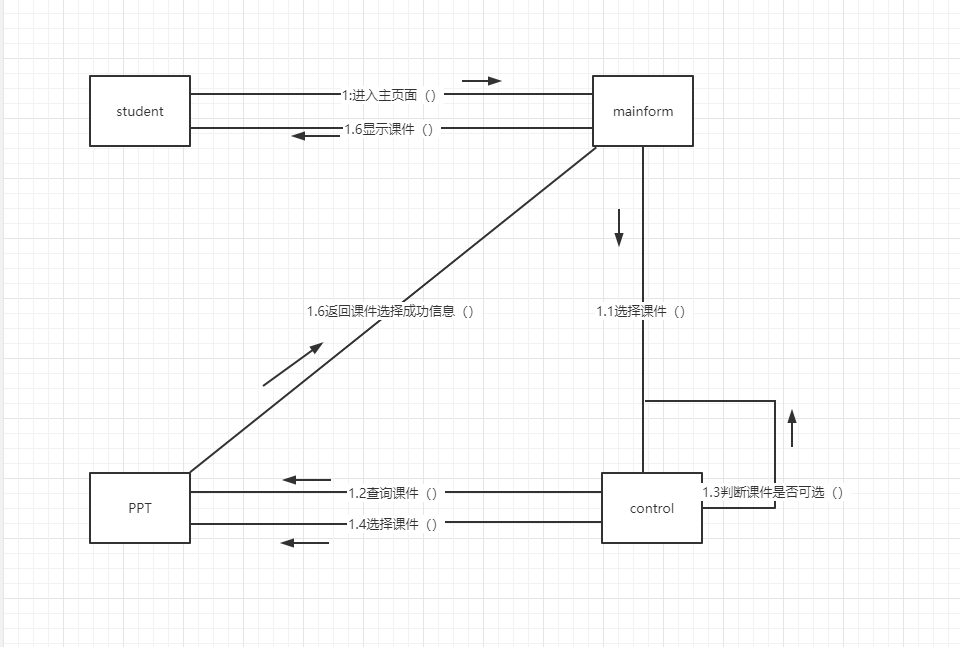 student
1:进入主页面（）
mainform
1.6显示课件（）
1.6返回课件选择成功信息（）
1.1选择课件（）
PPT
1.2查询课件（）
control
1.3判断课件是否可选（）
1.4选择课件（）